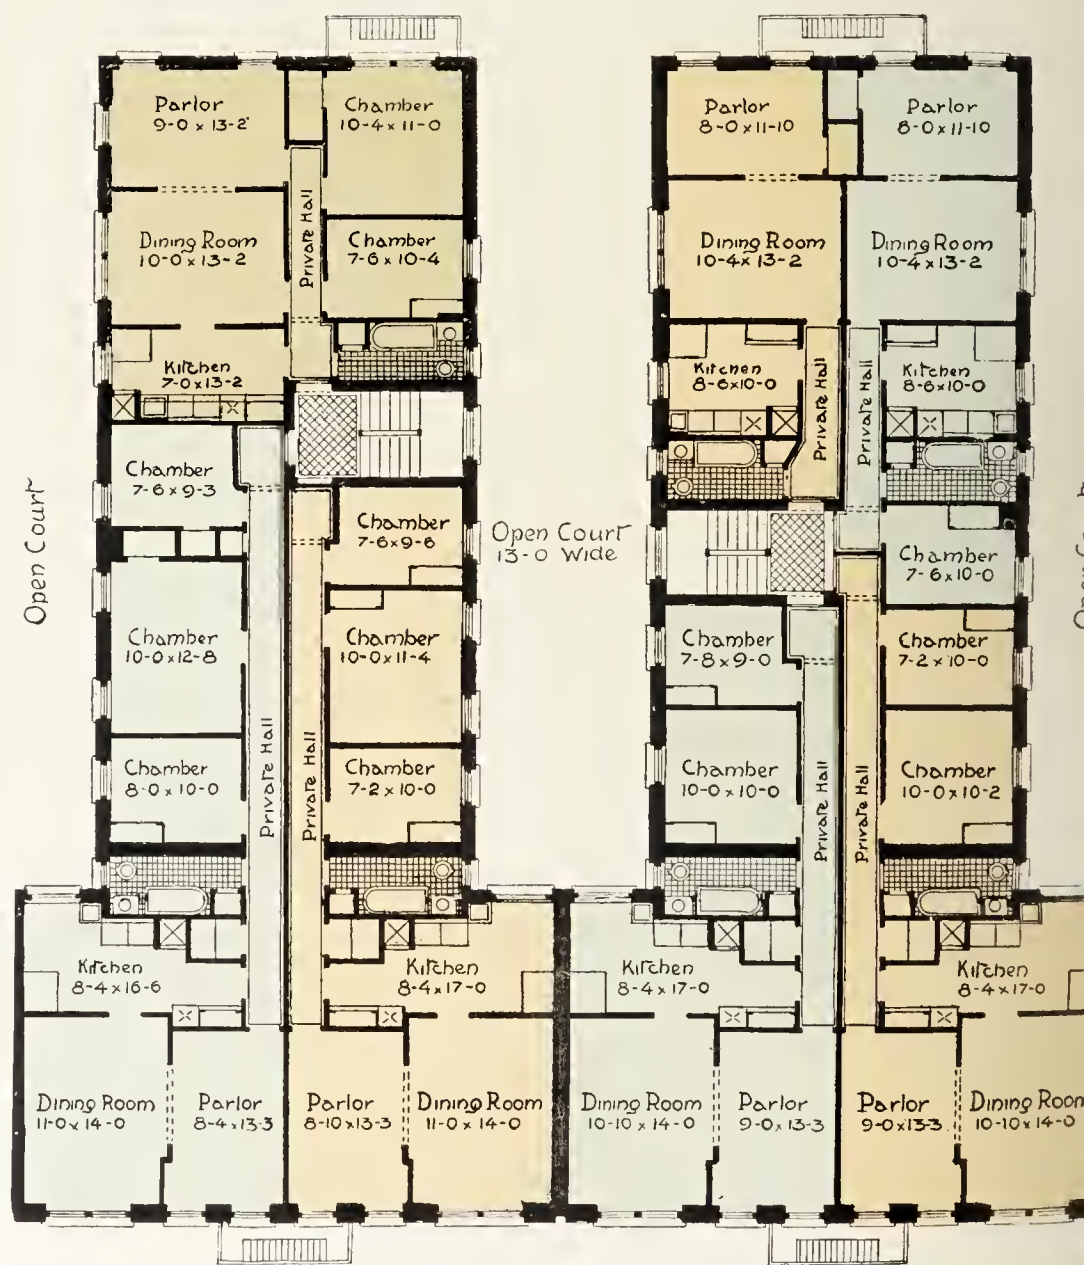 Parlor
9-0 x 13-2
Chamber
10-4 x 11-0
Private Hall
Dining Room
10-0 x 13-2
Chamber
7-6 x 10-4
Kitchen
7-0 x 13-2
Chamber
7-6 x 9-3
Chamber
7-6 x 9-6
Chamber
10-0 x 12-8
Chamber
10-0 x 11-4
Chamber
8-0 x 10-0
Chamber
7-2 x 10-0
Private Hall
Private Hall
Kitchen
8-4 x 16-6
Kitchen
8-4 x 17-0
Dining Room
11-0 x 14-0
Parlor
8-4 x 13-3
Parlor
8-10 x 13-3
Dining Room
11-0 x 14-0
Open Court
Open Court
13-0 Wide
Parlor
8-0 x 11-10
Parlor
8-0 x 11-10
Dining Room
10-4 x 13-2
Dining Room
10-4 x 13-2
Kitchen
8-6 x 10-0
Private Hall
Private Hall
Kitchen
8-6 x 10-0
Chamber
7-6 x 10-0
Chamber
7-8 x 9-0
Chamber
7-2 x 10-0
Chamber
10-0 x 10-0
Chamber
10-0 x 10-2
Private Hall
Private Hall
Kitchen
8-4 x 17-0
Kitchen
8-4 x 17-0
Dining Room
10-10 x 14-0
Parlor
9-0 x 13-3
Parlor
9-0 x 13-3
Dining Room
10-10 x 14-0